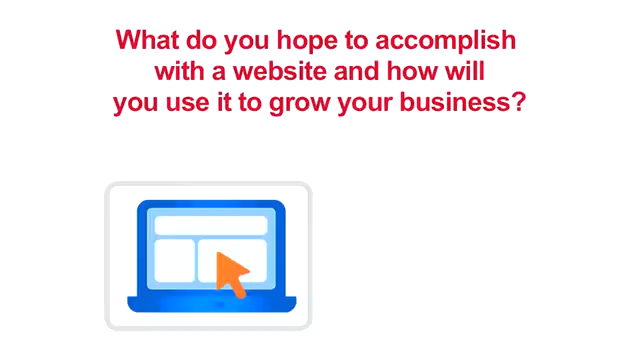 What do you hope to accomplish
with a website and how will
you use it to grow your business?